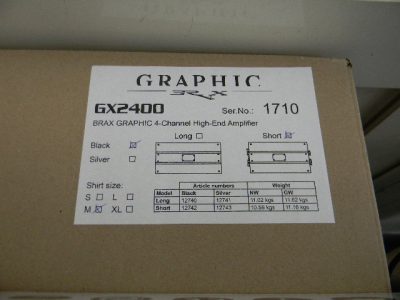 GRAPHIC
BRAX
GX2400 Ser.No.: 1710
BRAX GRAPHIC 4-Channel High-End Amplifier
Long Short
Black
Silver
Shirt size:
S L
M XL
Article numbers Weight
Model Black Silver NW GW
Long 12740 12741 11.02 kgs 11.62 kgs
Short 12742 12743 10.56 kgs 11.16 kgs